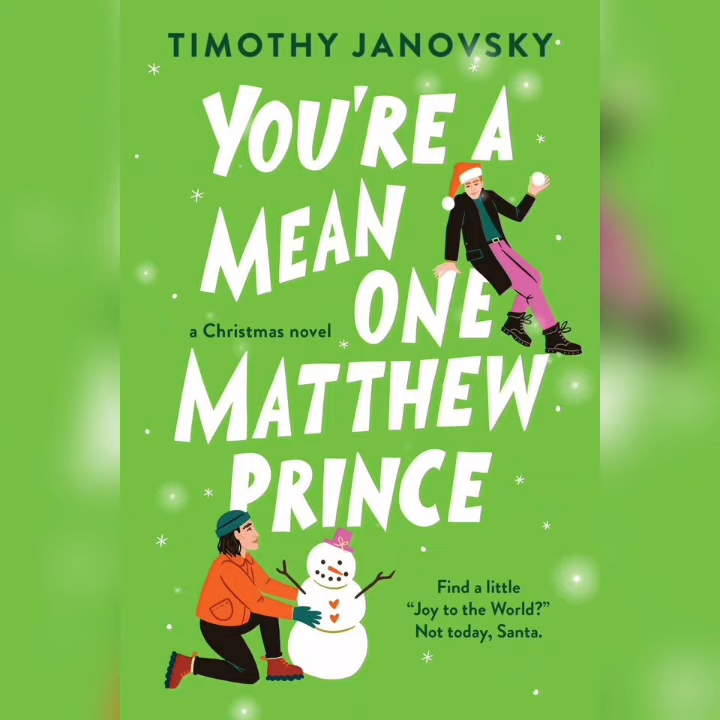 TIMOTHY JANOVSKY
YOU'RE A
MEAN
ONE
a Christmas novel
MATTHEW
PRINCE
Find a little
“Joy to the World?”
Not today, Santa.